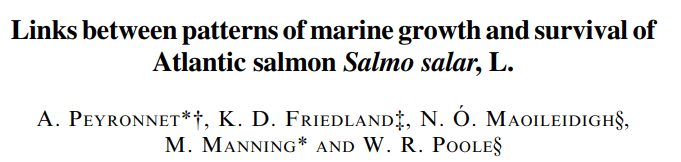 Links between patterns of marine growth and survival of
Atlantic salmon Salmo salar, L.
A. PEYRONNET*†, K. D. FRIEDLAND‡, N. Ó. MAOILEIDIGH§,
M. MANNING* AND W. R. POOLE§